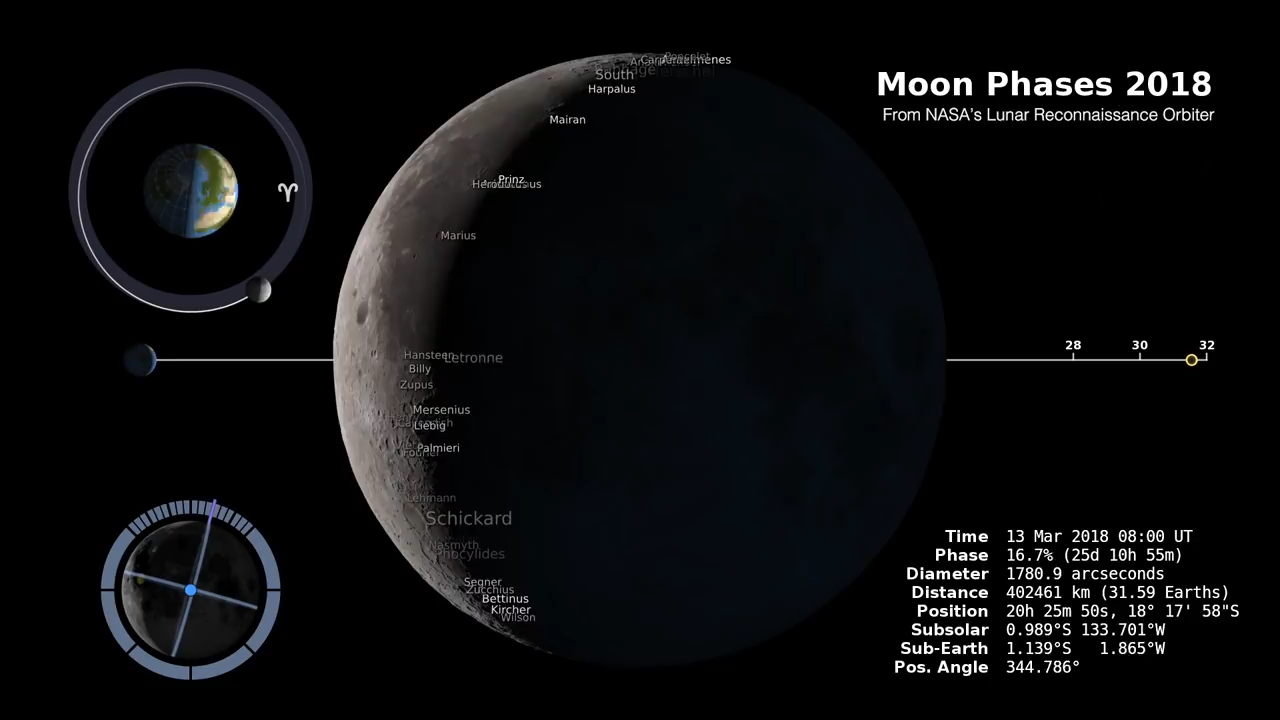 Moon Phases 2018
From NASA's Lunar Reconnaissance Orbiter
South
Harpalus
Mairan
Prinz
Marius
Hansteen
Letronne
Billy
Zupus
Mersenius
Liebig
Palmieri
Fourier
Lehmann
Schickard
Nasmyth
Phocylides
Segner
Zucchius
Bettinus
Kircher
Wilson
♈
28 30 32
Time 13 Mar 2018 08:00 UT
Phase 16.7% (25d 10h 55m)
Diameter 1780.9 arcseconds
Distance 402461 km (31.59 Earths)
Position 20h 25m 50s, 18° 17' 58"S
Subsolar 0.989°S 133.701°W
Sub-Earth 1.139°S 1.865°W
Pos. Angle 344.786°